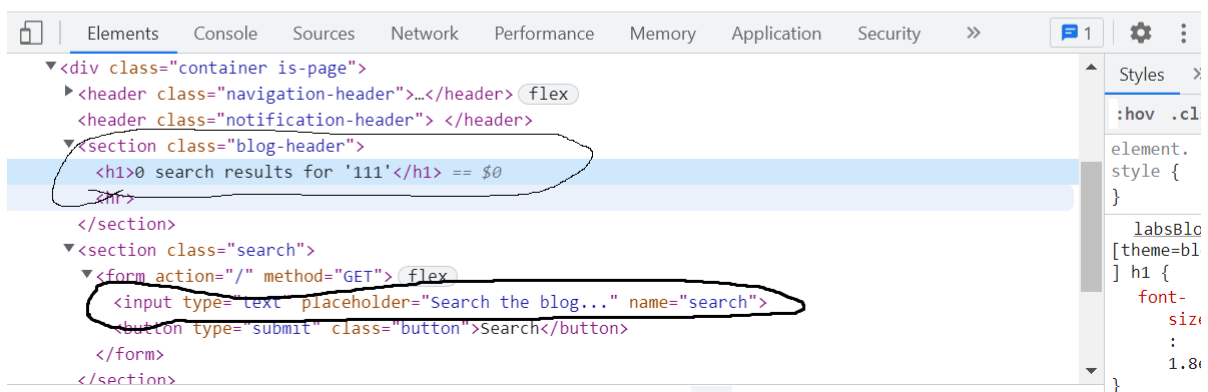 Elements Console Sources Network Performance Memory Application Security » 1
<div class="container is-page">
<header class="navigation-header">…</header> flex
<header class="notification-header"> </header>
<section class="blog-header">
<h1>0 search results for '111'</h1> == $0
<hr>
</section>
<section class="search">
<form action="/" method="GET"> flex
<input type="text" placeholder="Search the blog..." name="search">
<button type="submit" class="button">Search</button>
</form>
</section>
Styles
:hov .cl
element.
style {
}
labsBlo
[theme=bl
] h1 {
font-
size
:
1.8e
}